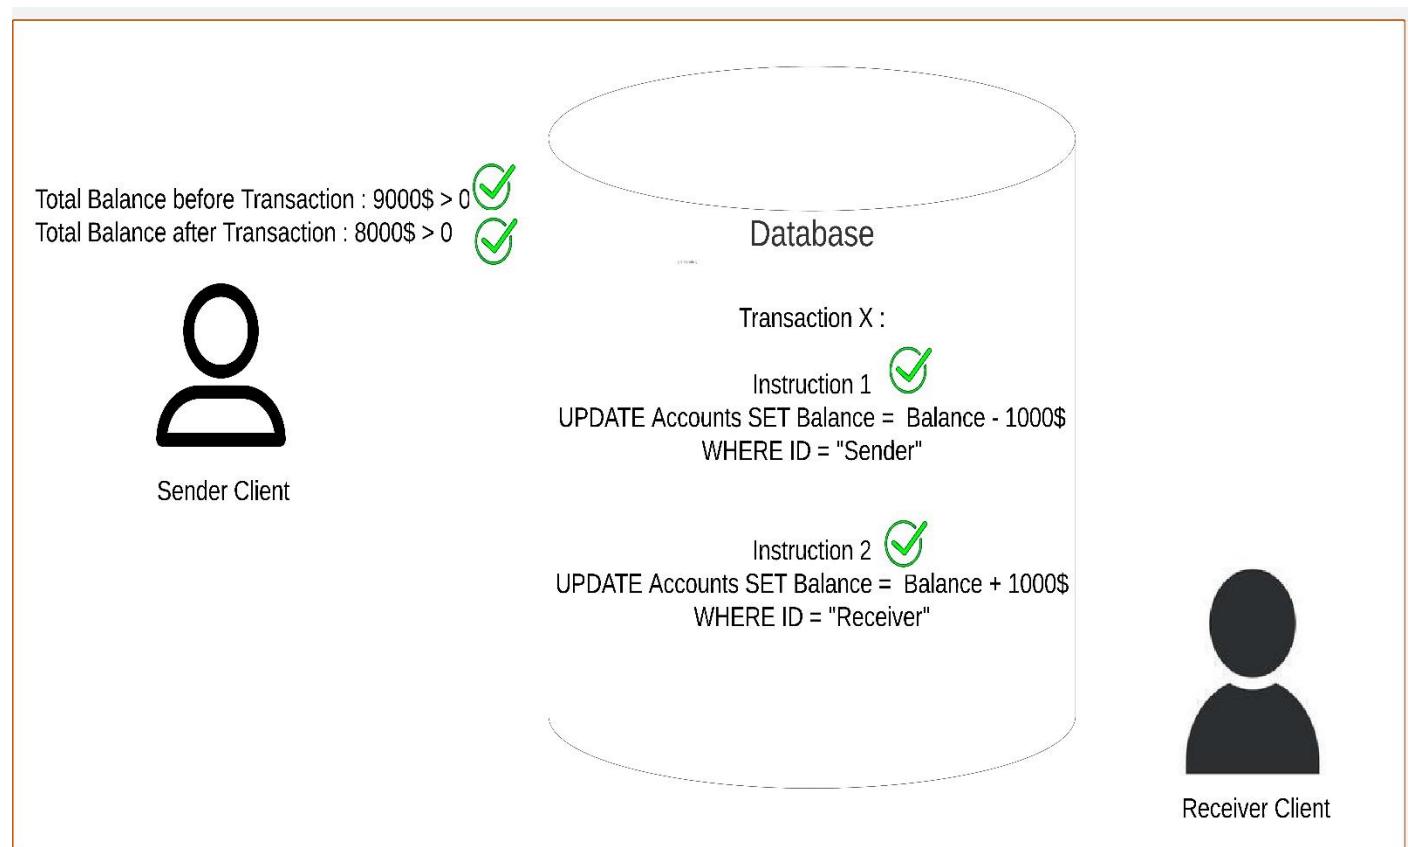 Total Balance before Transaction : 9000$ > 0
Total Balance after Transaction : 8000$ > 0
Sender Client
Database
Transaction X :
Instruction 1
UPDATE Accounts SET Balance = Balance - 1000$
WHERE ID = "Sender"
Instruction 2
UPDATE Accounts SET Balance = Balance + 1000$
WHERE ID = "Receiver"
Receiver Client